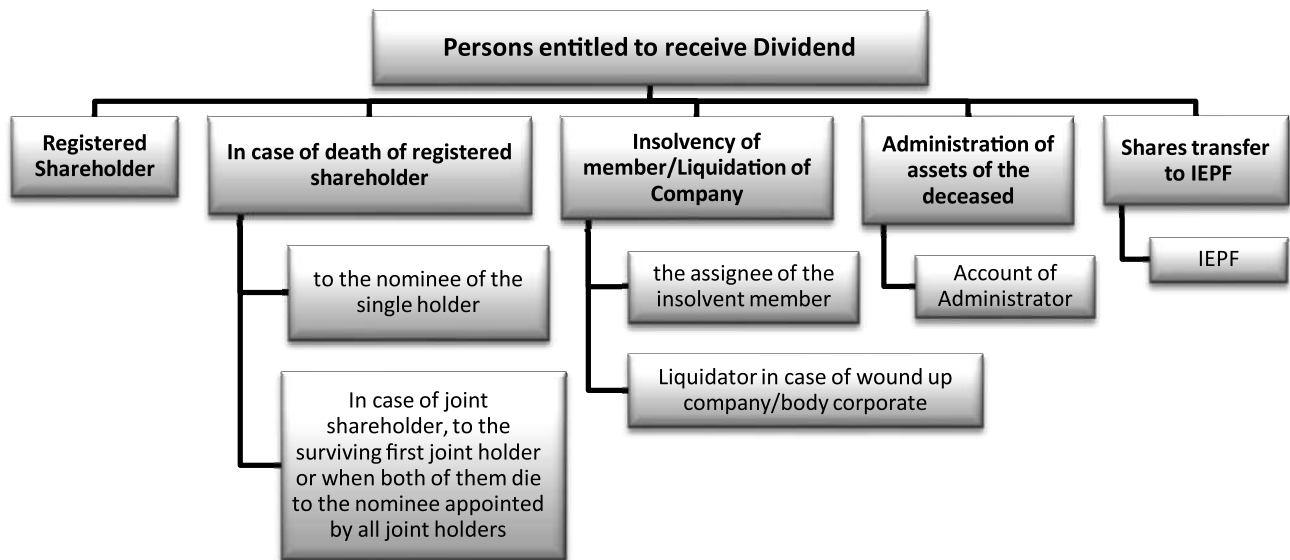 Persons entitled to receive Dividend
Registered
Shareholder
In case of death of registered
shareholder
to the nominee of the
single holder
In case of joint
shareholder, to the
surviving first joint holder
or when both of them die
to the nominee appointed
by all joint holders
Insolvency of
member/Liquidation of
Company
the assignee of the
insolvent member
Liquidator in case of wound up
company/body corporate
Administration of
assets of the
deceased
Account of
Administrator
Shares transfer
to IEPF
IEPF